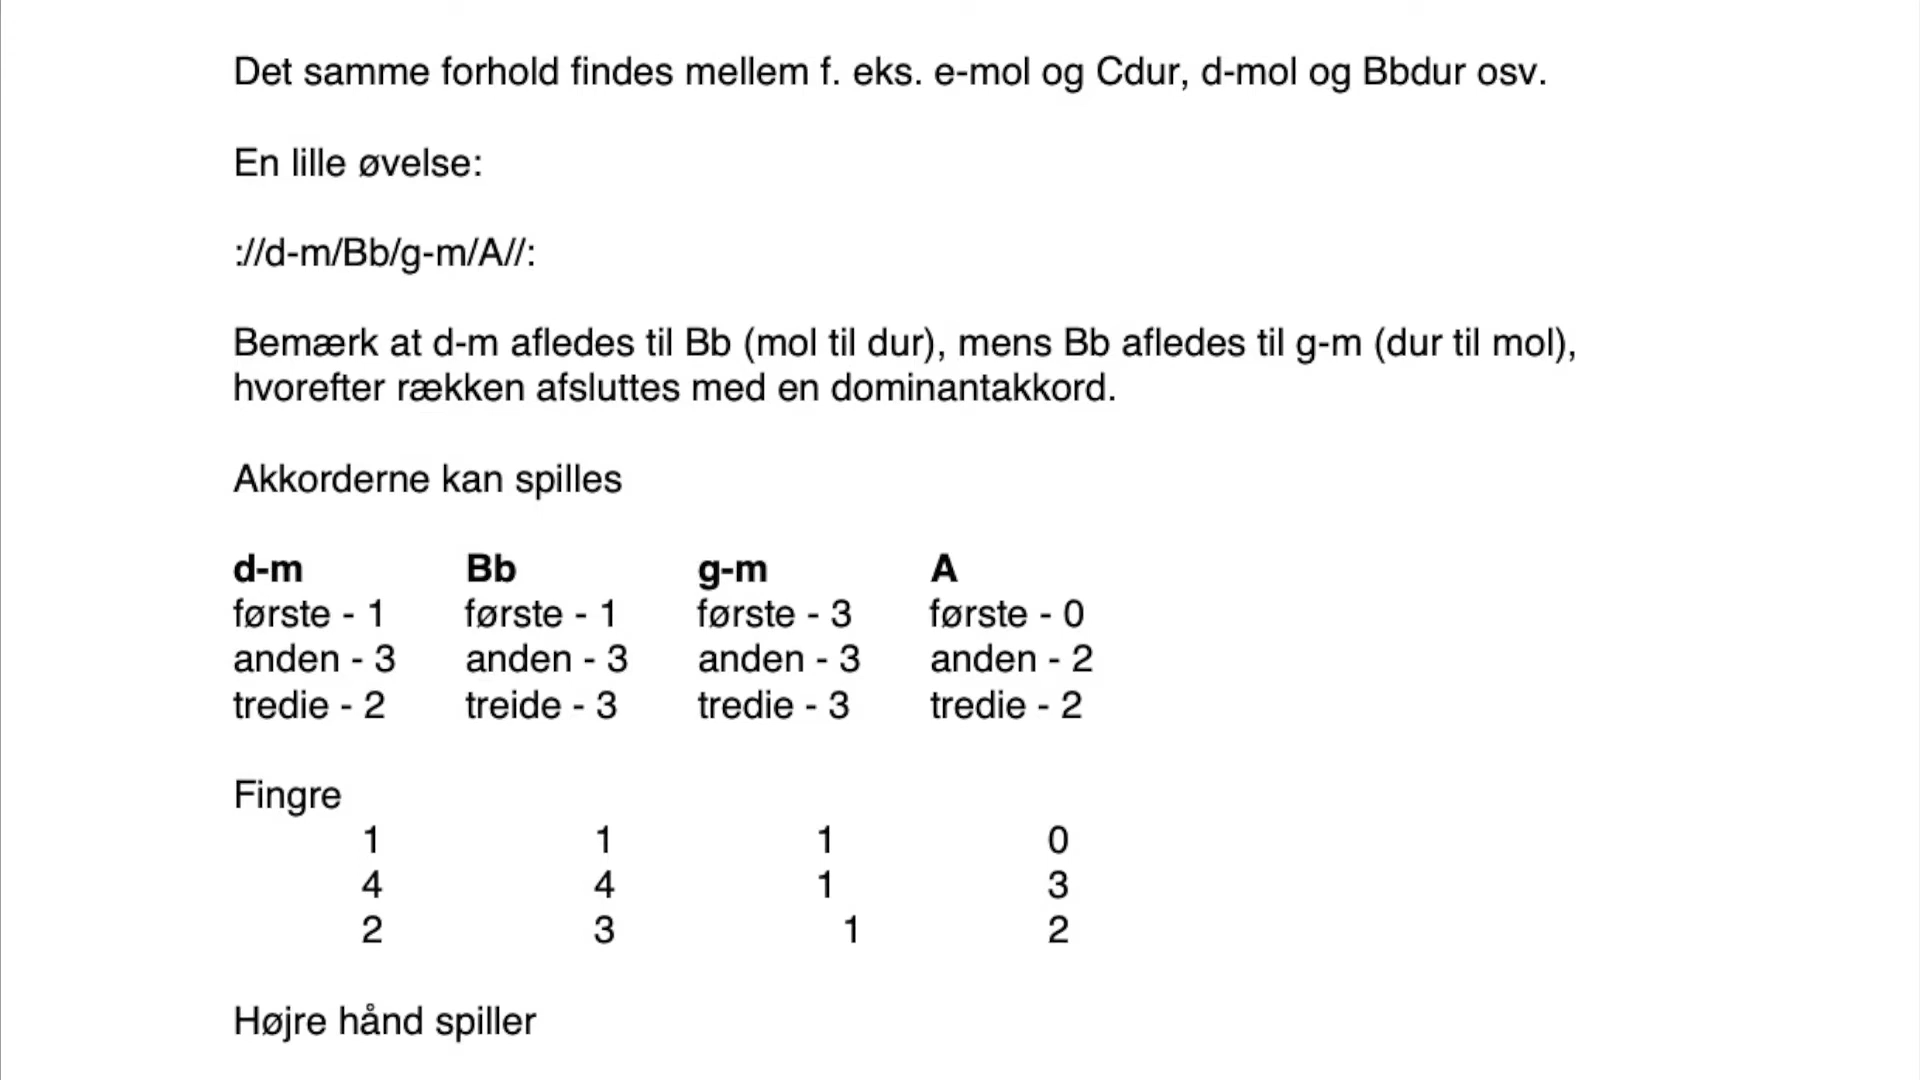 Det samme forhold findes mellem f. eks. e-mol og Cdur, d-mol og Bbdur osv.
En lille øvelse:
://d-m/Bb/g-m/A//:
Bemærk at d-m afledes til Bb (mol til dur), mens Bb afledes til g-m (dur til mol),
hvorefter rækken afsluttes med en dominantakkord.
Akkorderne kan spilles
d-m Bb g-m A
første - 1 første - 1 første - 3 første - 0
anden - 3 anden - 3 anden - 3 anden - 2
tredie - 2 treide - 3 tredie - 3 tredie - 2
Fingre
1 1 1 0
4 4 1 3
2 3 1 2
Højre hånd spiller